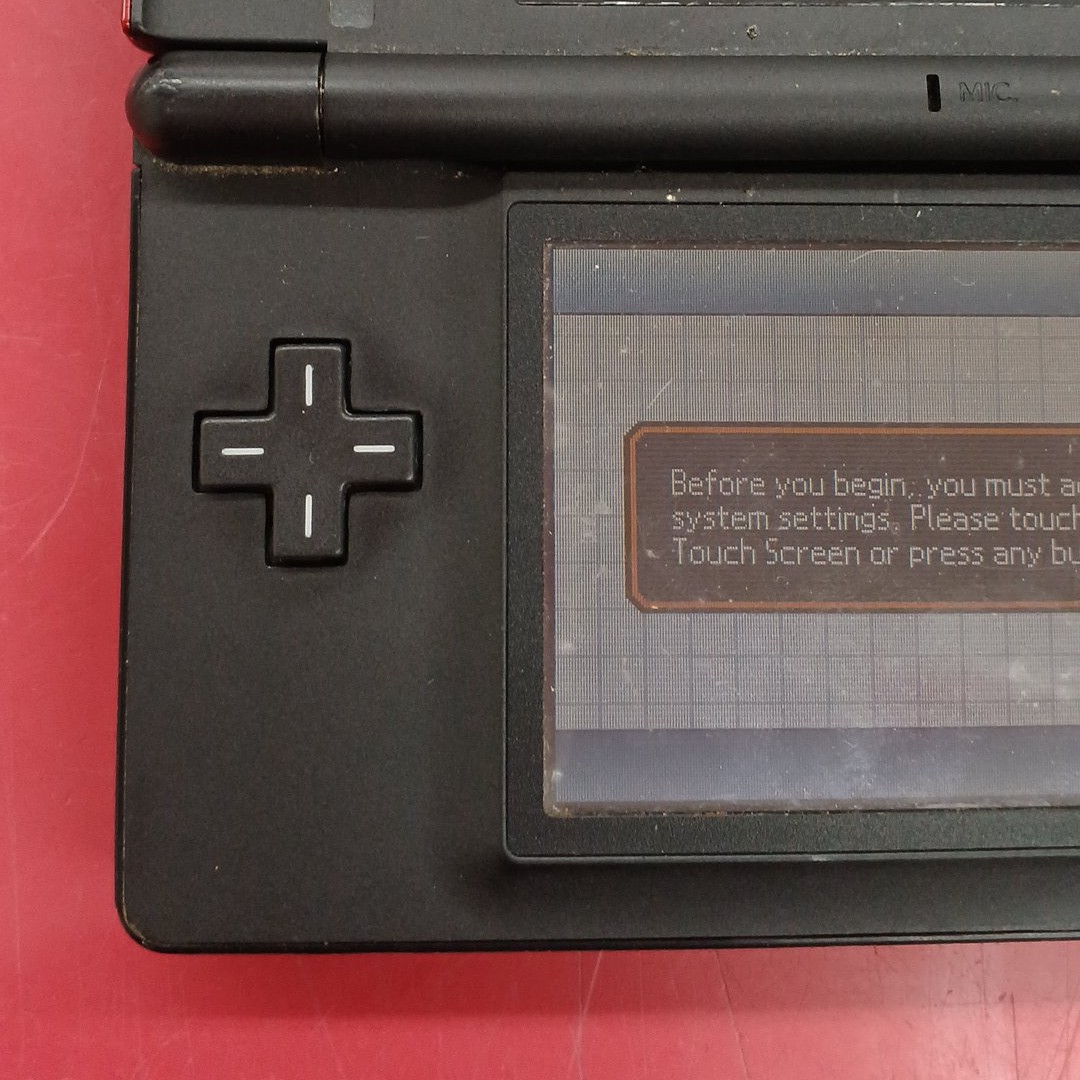 MIC.
Before you begin, you must a
system settings. Please touch
Touch Screen or press any bu